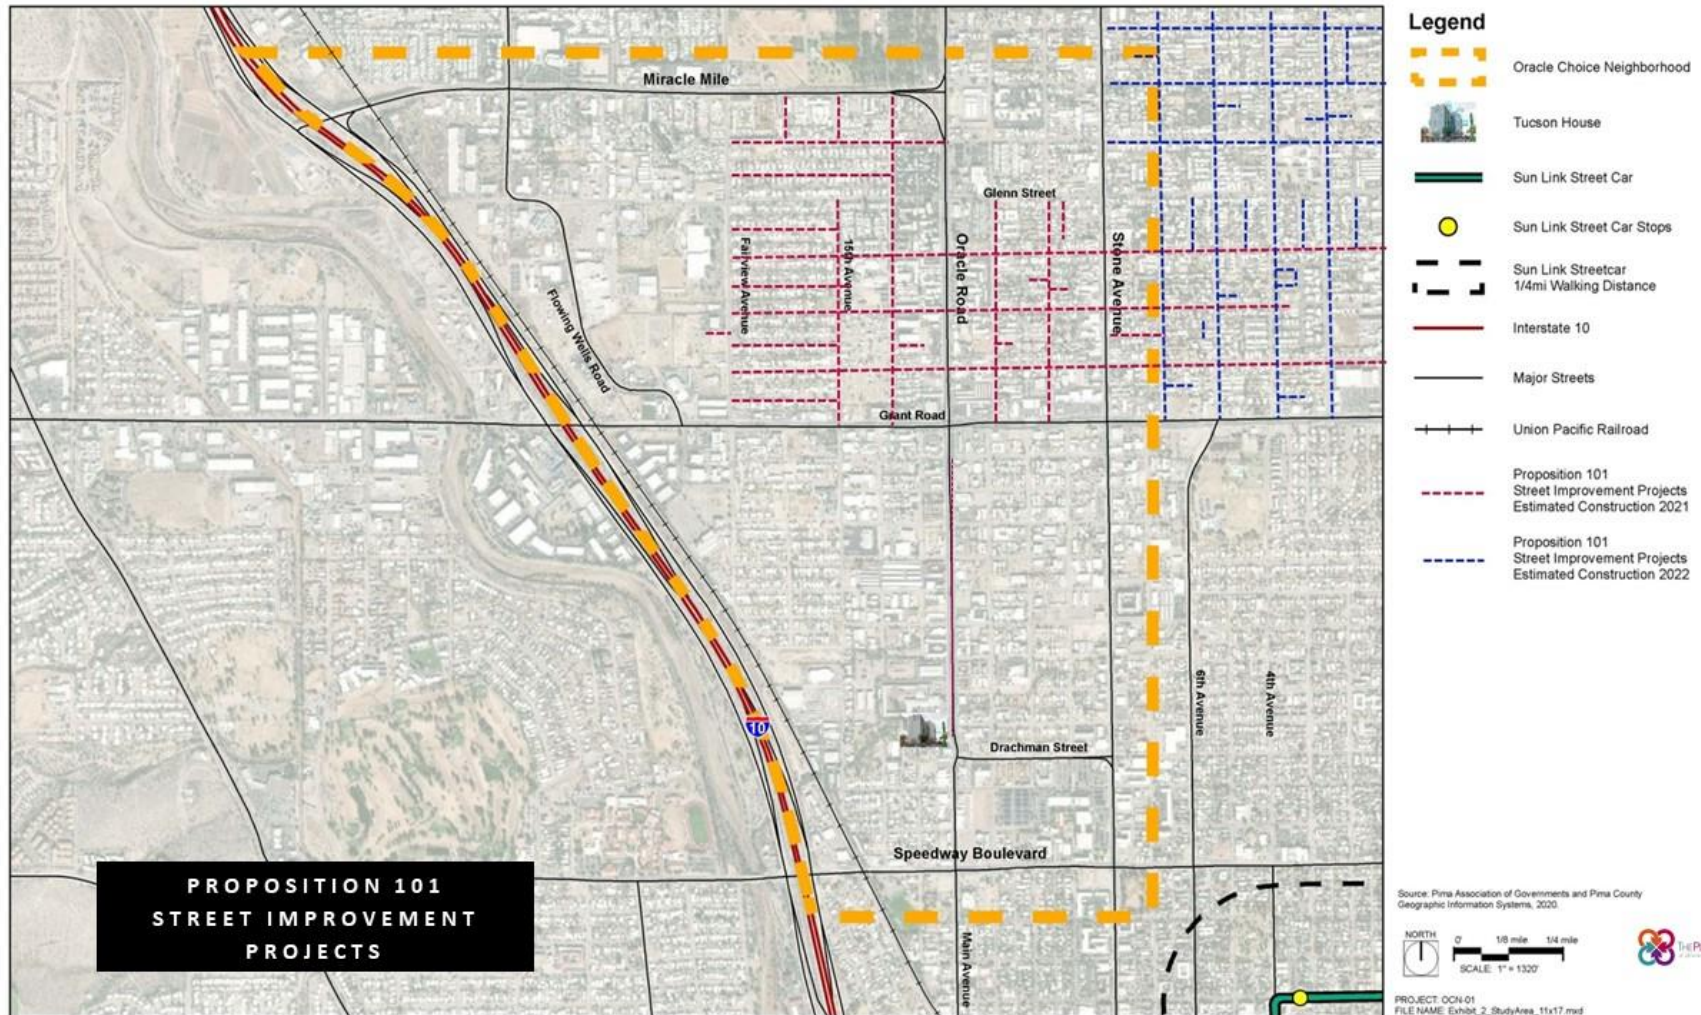 Miracle Mile
Glenn Street
Fairview Avenue
15th Avenue
Oracle Road
Stone Avenue
Flowing Wells Road
Grant Road
6th Avenue
4th Avenue
10
Drachman Street
Speedway Boulevard
Main Avenue
PROPOSITION 101
STREET IMPROVEMENT
PROJECTS
Legend
Oracle Choice Neighborhood
Tucson House
Sun Link Street Car
Sun Link Street Car Stops
Sun Link Streetcar
1/4mi Walking Distance
Interstate 10
Major Streets
Union Pacific Railroad
Proposition 101
Street Improvement Projects
Estimated Construction 2021
Proposition 101
Street Improvement Projects
Estimated Construction 2022
Source: Pima Association of Governments and Pima County
Geographic Information Systems, 2020.
NORTH
0' 1/8 mile 1/4 mile
SCALE: 1" = 1320'
PROJECT: OCN-01
FILE NAME: Exhibit_2_StudyArea_11x17.mxd